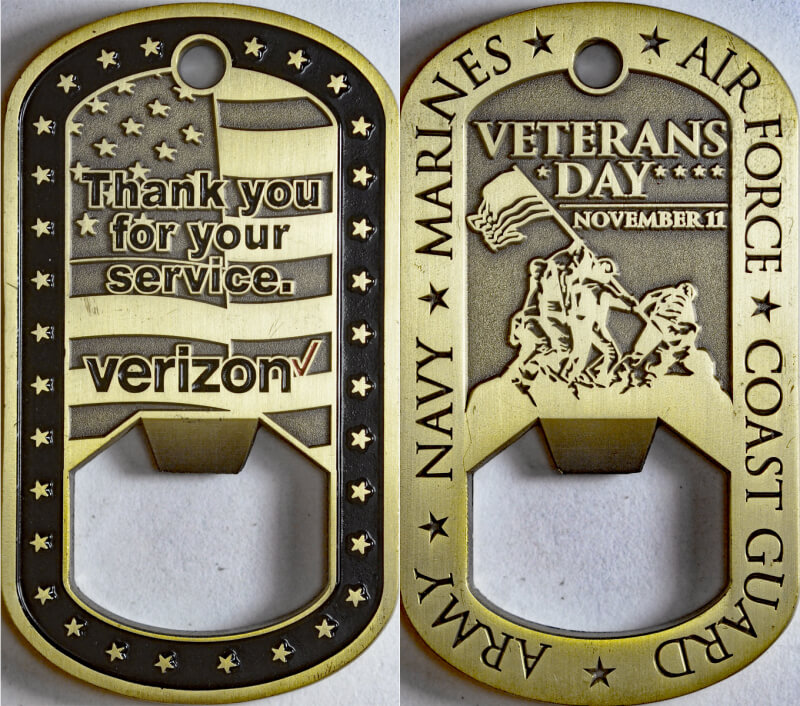 Thank you
for your
service.
verizon✓
VETERANS
DAY
NOVEMBER 11
ARMY ★ NAVY ★ MARINES ★ ★ AIR FORCE ★ COAST GUARD ★